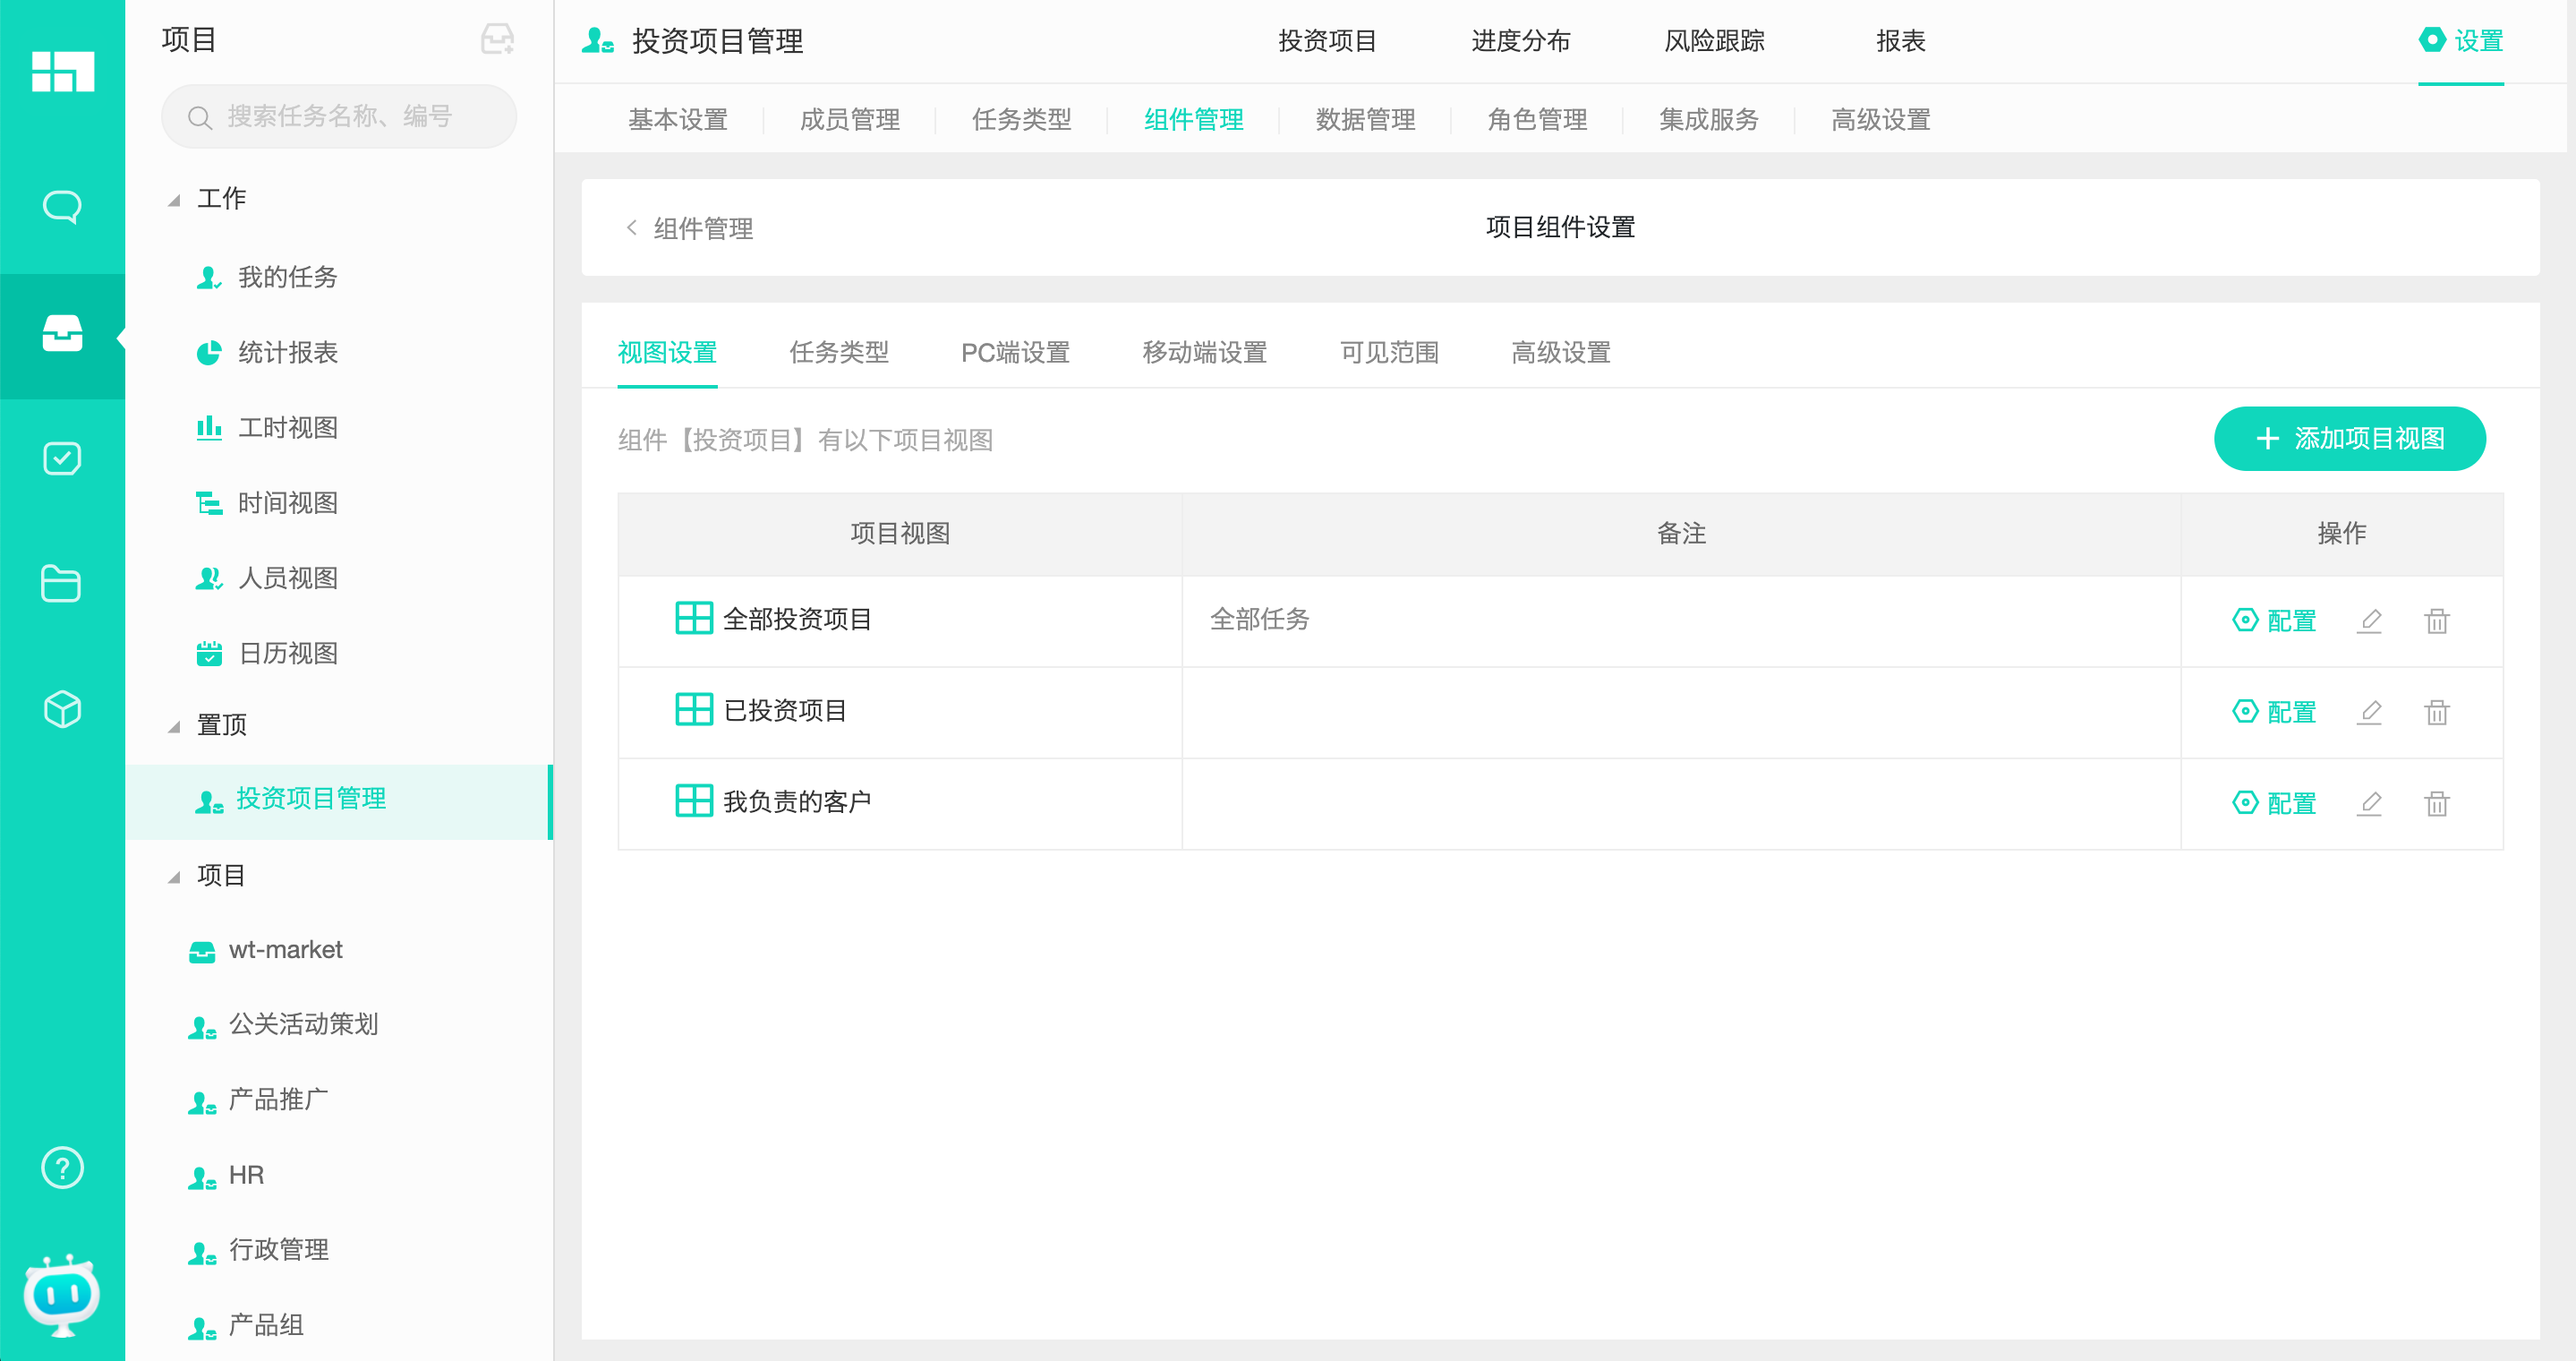 项目
搜索任务名称、编号
工作
我的任务
统计报表
工时视图
时间视图
人员视图
日历视图
置顶
投资项目管理
项目
wt-market
公关活动策划
产品推广
HR
行政管理
产品组
投资项目管理
投资项目
进度分布
风险跟踪
报表
设置
基本设置
成员管理
任务类型
组件管理
数据管理
角色管理
集成服务
高级设置
组件管理
项目组件设置
视图设置
任务类型
PC端设置
移动端设置
可见范围
高级设置
组件【投资项目】有以下项目视图
添加项目视图
项目视图
备注
操作
全部投资项目
全部任务
配置
已投资项目
配置
我负责的客户
配置